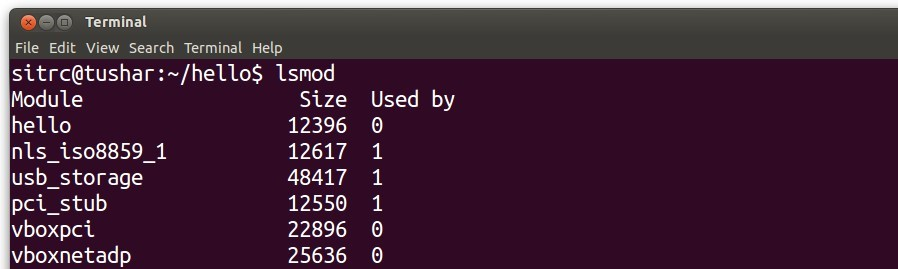 Terminal
File Edit View Search Terminal Help
sitrc@tushar:~/hello$ lsmod
Module                  Size  Used by
hello                  12396  0
nls_iso8859_1          12617  1
usb_storage            48417  1
pci_stub               12550  1
vboxpci                22896  0
vboxnetadp             25636  0